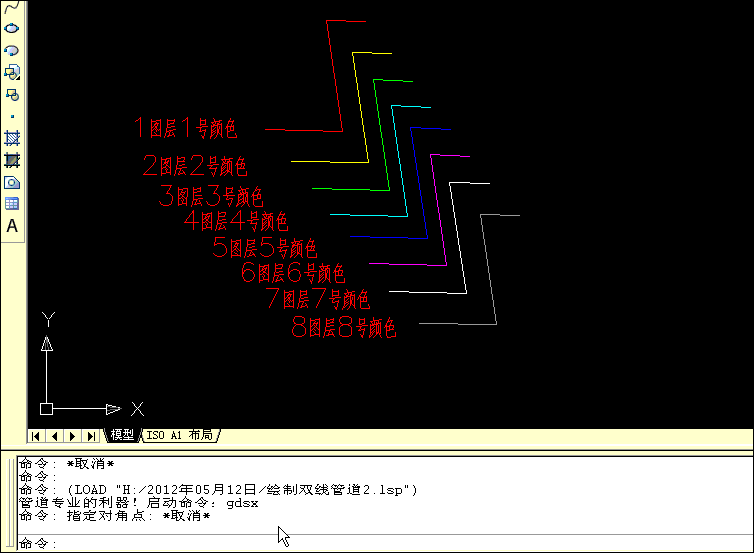 1图层1号颜色
2图层2号颜色
3图层3号颜色
4图层4号颜色
5图层5号颜色
6图层6号颜色
7图层7号颜色
8图层8号颜色
A
Y
X
模型 ISO A1 布局
命令: *取消*
命令:
命令: (LOAD "H:/2012年05月12日/绘制双线管道2.lsp")
管道专业的利器! 启动命令: gdsx
命令: 指定对角点: *取消*
命令: